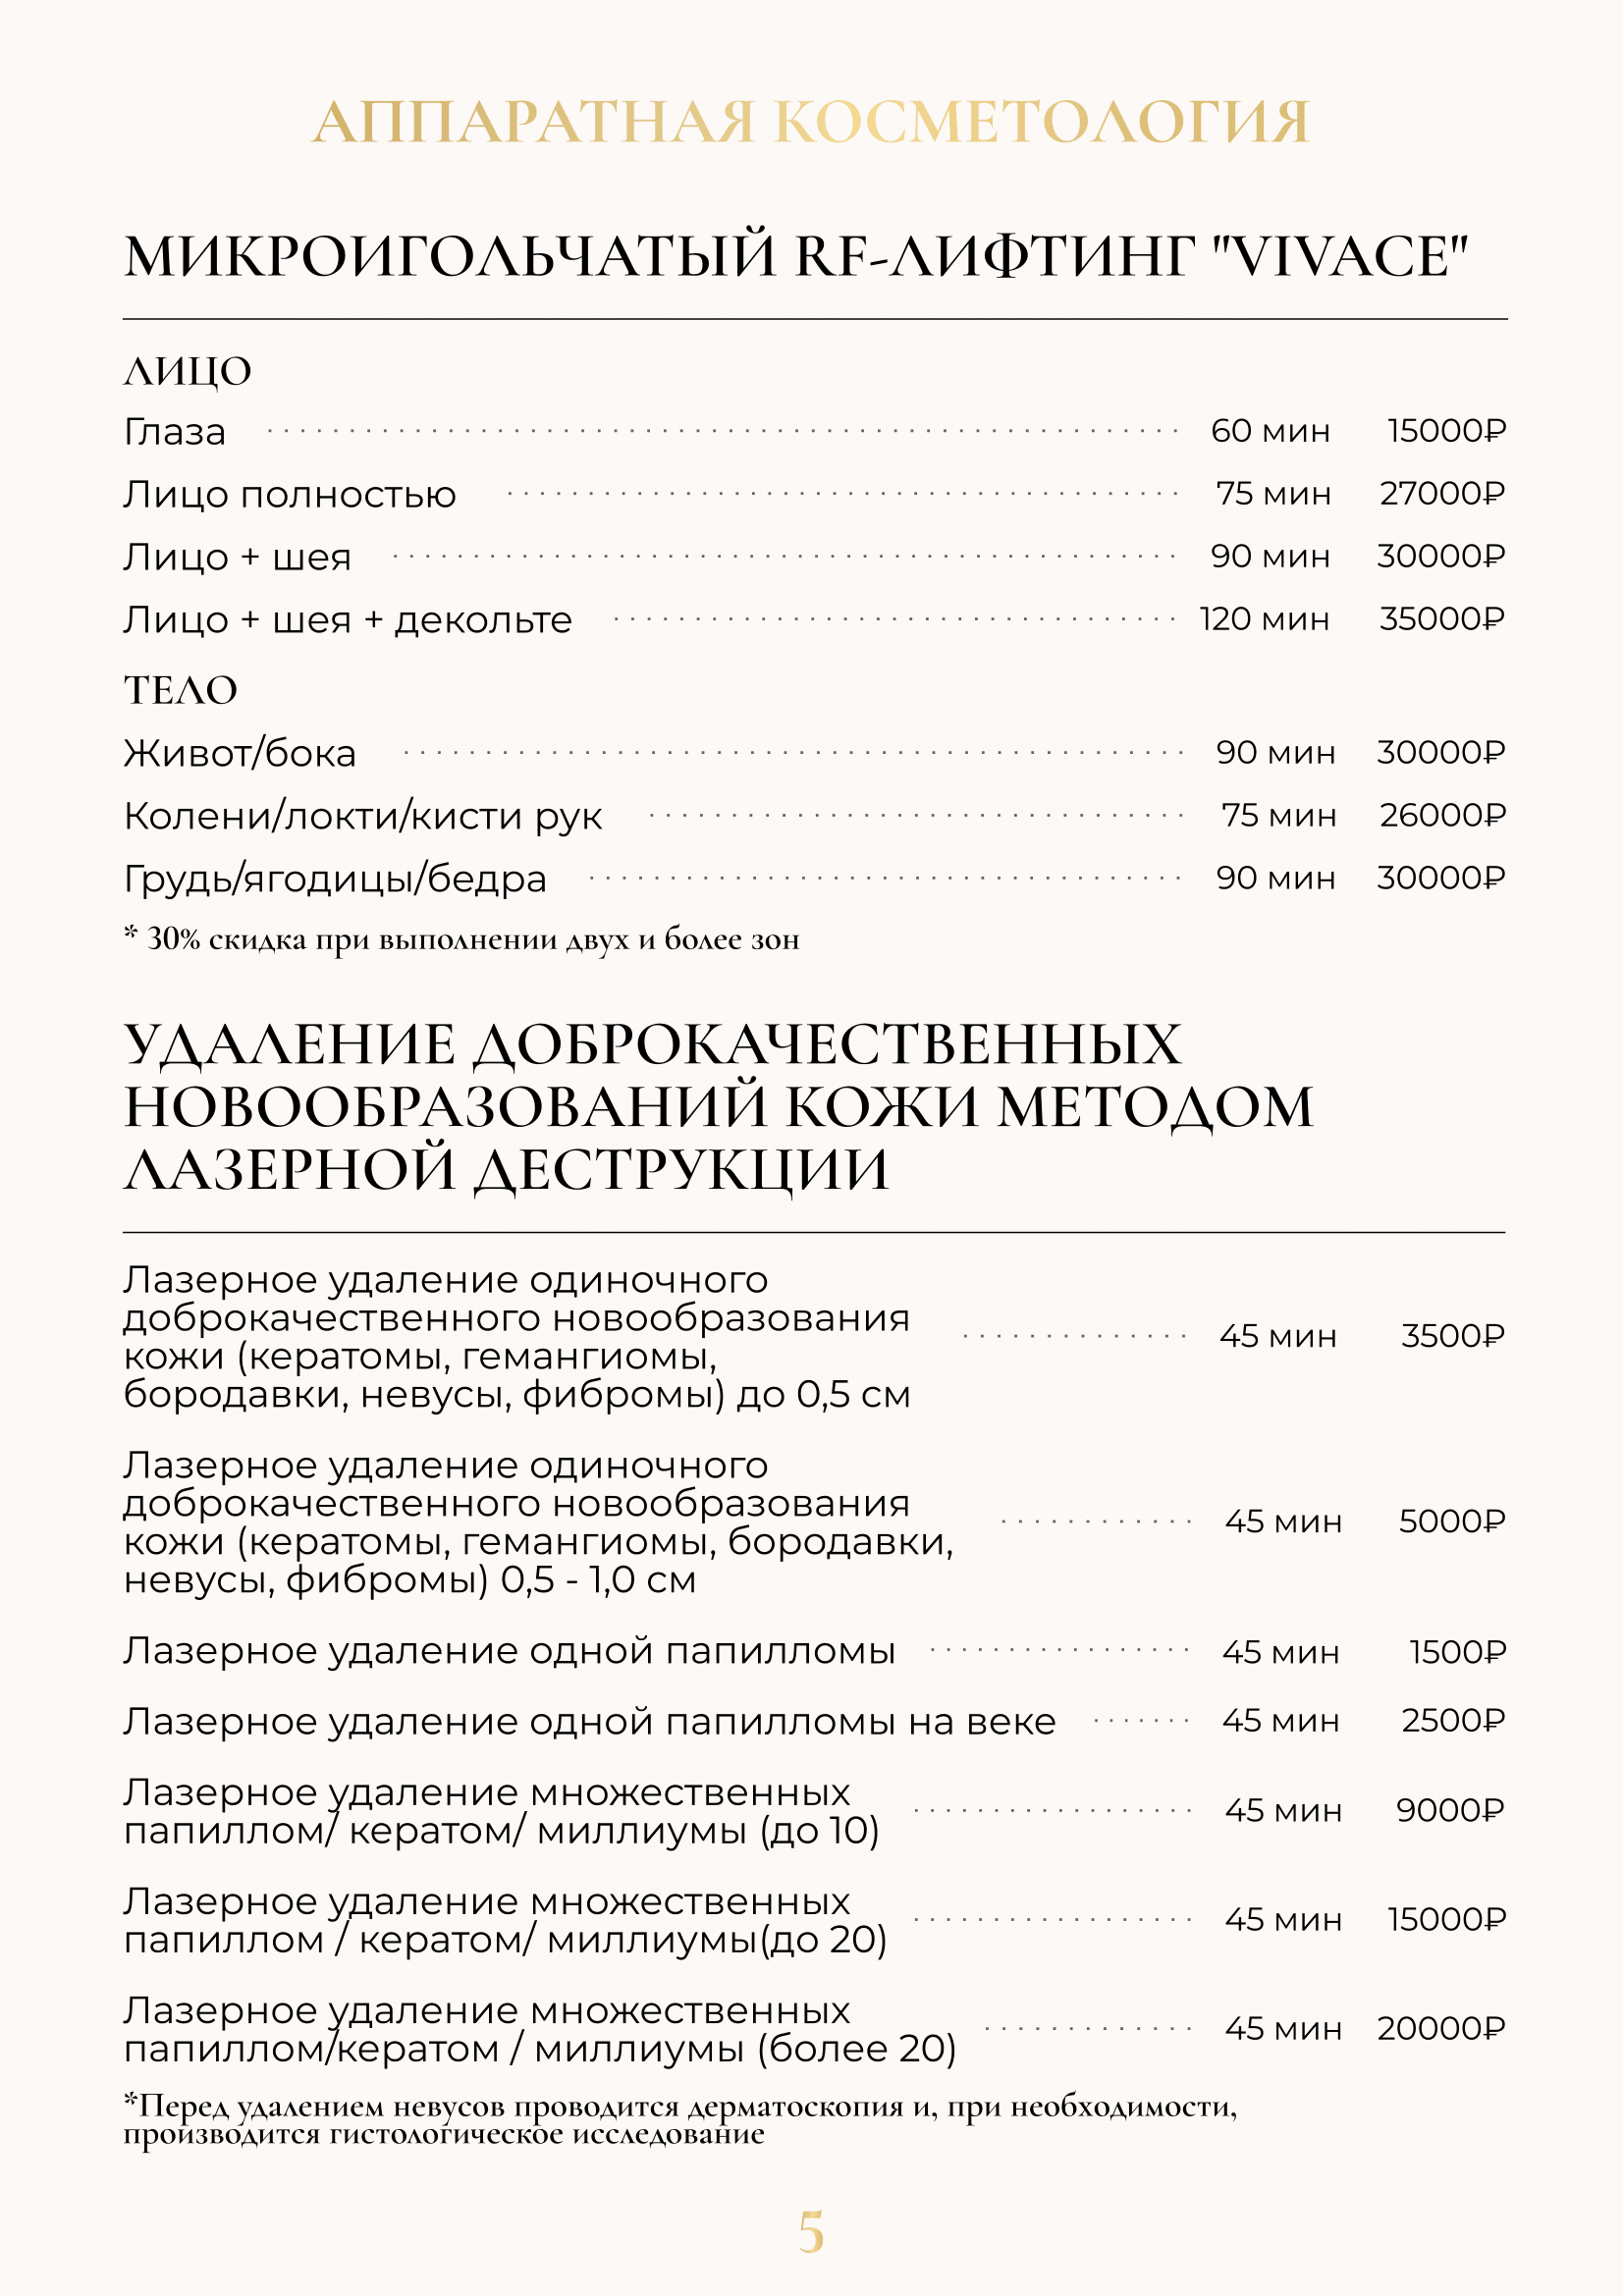 АППАРАТНАЯ КОСМЕТОЛОГИЯ
МИКРОИГОЛЬЧАТЫЙ RF-ЛИФТИНГ "VIVACE"
ЛИЦО
Глаза 60 мин 15000₽
Лицо полностью 75 мин 27000₽
Лицо + шея 90 мин 30000₽
Лицо + шея + декольте 120 мин 35000₽
ТЕЛО
Живот/бока 90 мин 30000₽
Колени/локти/кисти рук 75 мин 26000₽
Грудь/ягодицы/бедра 90 мин 30000₽
* 30% скидка при выполнении двух и более зон
УДАЛЕНИЕ ДОБРОКАЧЕСТВЕННЫХ
НОВООБРАЗОВАНИЙ КОЖИ МЕТОДОМ
ЛАЗЕРНОЙ ДЕСТРУКЦИИ
Лазерное удаление одиночного
доброкачественного новообразования
кожи (кератомы, гемангиомы,
бородавки, невусы, фибромы) до 0,5 см
45 мин 3500₽
Лазерное удаление одиночного
доброкачественного новообразования
кожи (кератомы, гемангиомы, бородавки,
невусы, фибромы) 0,5 - 1,0 см
45 мин 5000₽
Лазерное удаление одной папилломы 45 мин 1500₽
Лазерное удаление одной папилломы на веке 45 мин 2500₽
Лазерное удаление множественных
папиллом/ кератом/ миллиумы (до 10)
45 мин 9000₽
Лазерное удаление множественных
папиллом / кератом/ миллиумы(до 20)
45 мин 15000₽
Лазерное удаление множественных
папиллом/кератом / миллиумы (более 20)
45 мин 20000₽
*Перед удалением невусов проводится дерматоскопия и, при необходимости,
производится гистологическое исследование
5